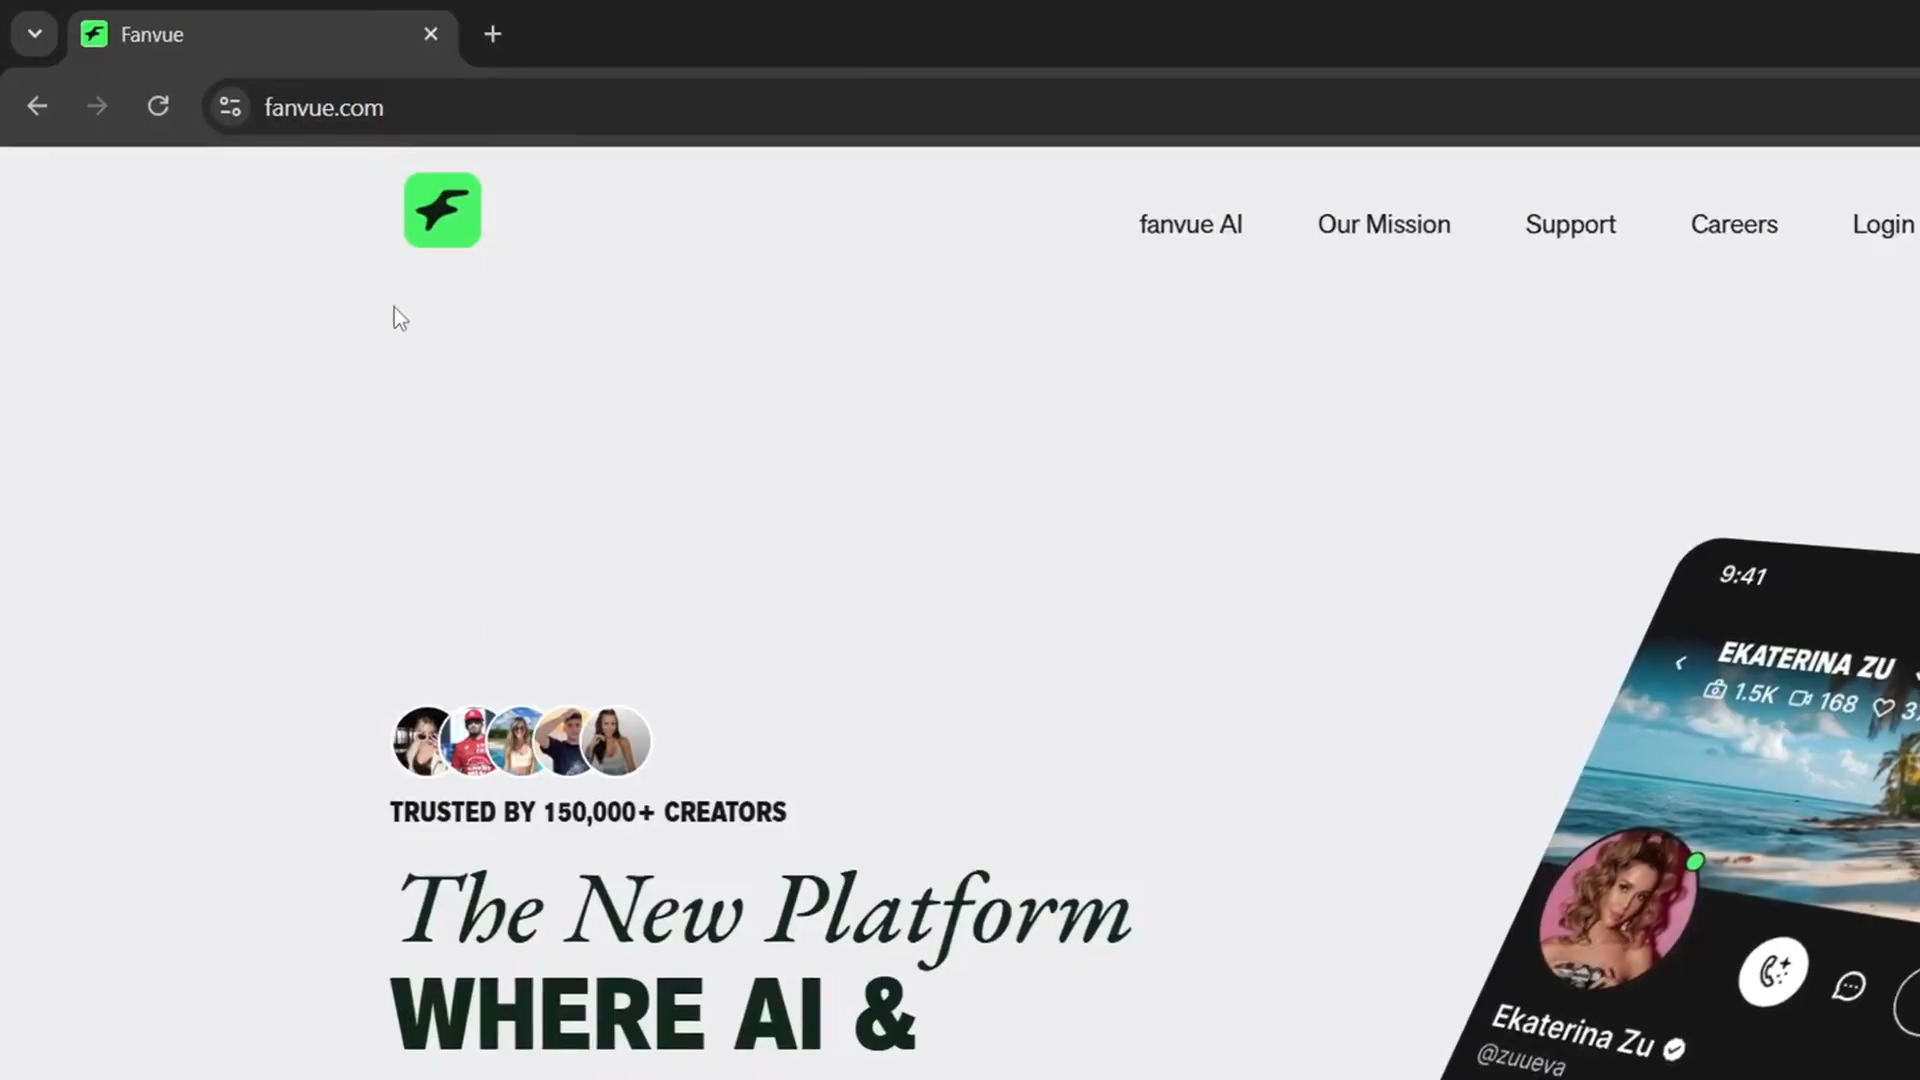 Fanvue
fanvue.com
fanvue AI
Our Mission
Support
Careers
Login
9:41
EKATERINA ZU
1.5K 168
TRUSTED BY 150,000+ CREATORS
The New Platform
WHERE AI &
Ekaterina Zu
@zuueva